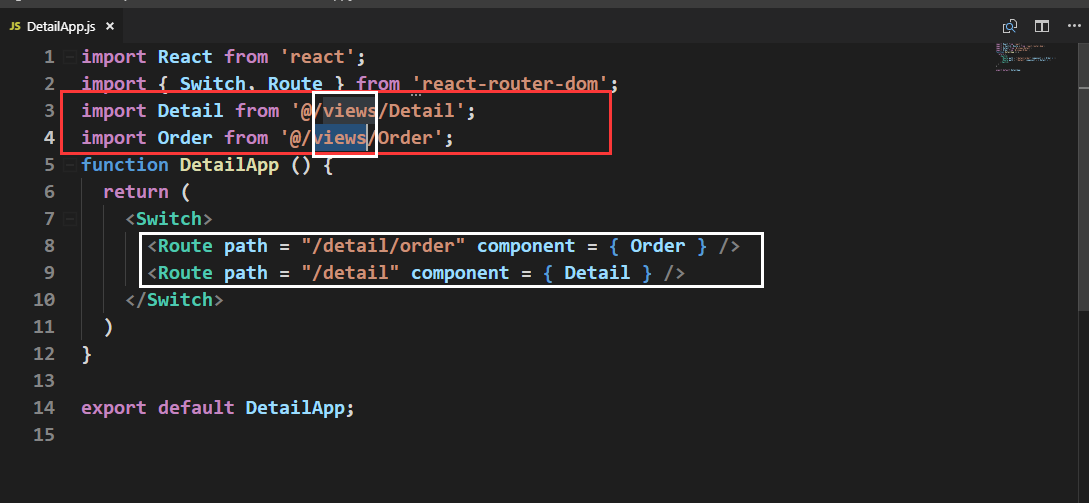 JS DetailApp.js ×
1 import React from 'react';
2 import { Switch, Route } from 'react-router-dom';
3 import Detail from '@/views/Detail';
4 import Order from '@/views/Order';
5 function DetailApp () {
6 return (
7 <Switch>
8 <Route path = "/detail/order" component = { Order } />
9 <Route path = "/detail" component = { Detail } />
10 </Switch>
11 )
12 }
13
14 export default DetailApp;
15